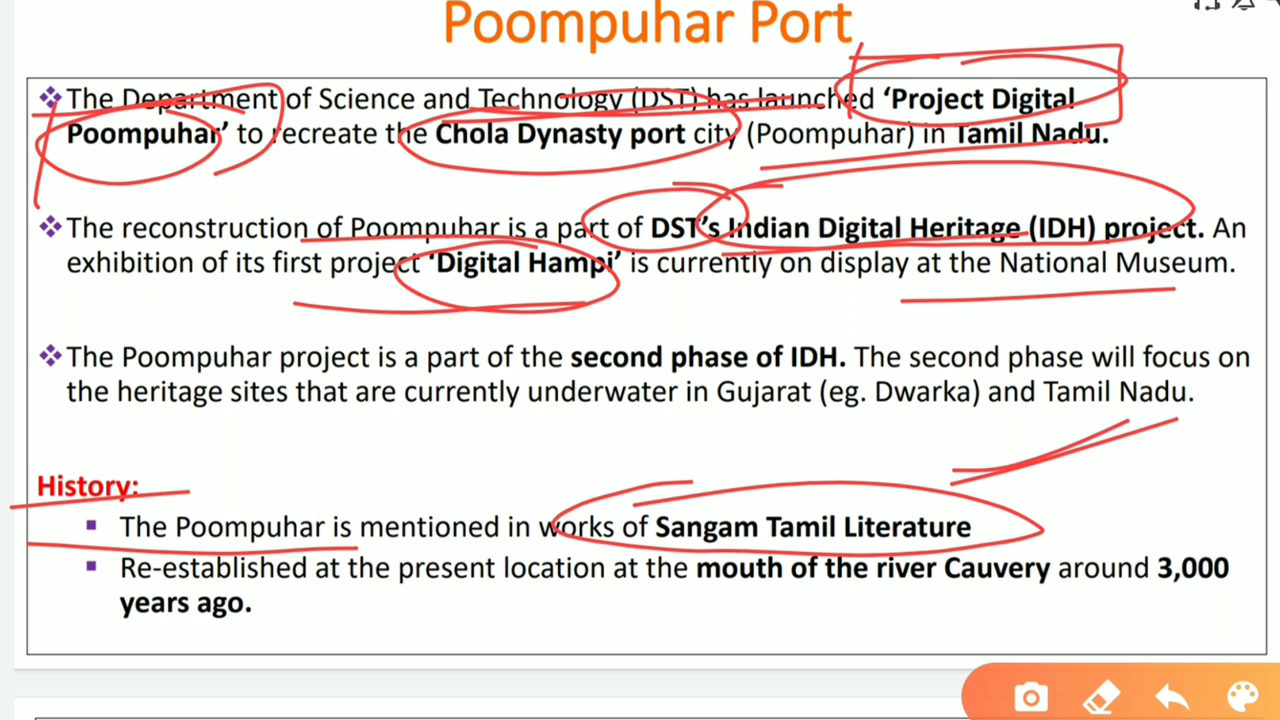 Poompuhar Port
❖ The Department of Science and Technology (DST) has launched ‘Project Digital
Poompuhar’ to recreate the Chola Dynasty port city (Poompuhar) in Tamil Nadu.
❖ The reconstruction of Poompuhar is a part of DST’s Indian Digital Heritage (IDH) project. An
exhibition of its first project ‘Digital Hampi’ is currently on display at the National Museum.
❖ The Poompuhar project is a part of the second phase of IDH. The second phase will focus on
the heritage sites that are currently underwater in Gujarat (eg. Dwarka) and Tamil Nadu.
History:
▪ The Poompuhar is mentioned in works of Sangam Tamil Literature
▪ Re-established at the present location at the mouth of the river Cauvery around 3,000
years ago.